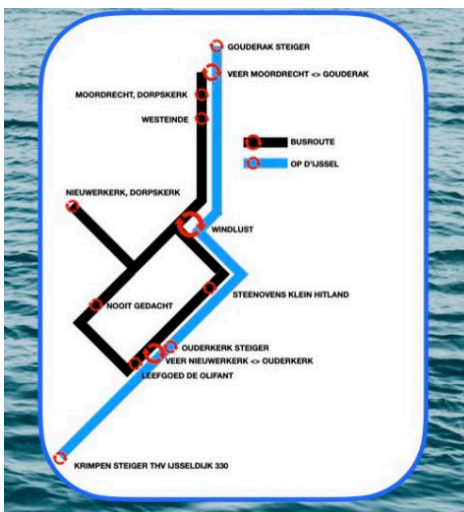 GOUDERAK STEIGER
VEER MOORDRECHT <> GOUDERAK
MOORDRECHT, DORPSKERK
WESTEINDE
BUSROUTE
OP D'IJSSEL
NIEUWERKERK, DORPSKERK
WINDLUST
STEENOVENS KLEIN HITLAND
NOOIT GEDACHT
OUDERKERK STEIGER
VEER NIEUWERKERK <> OUDERKERK
LEEFGOED DE OLIFANT
KRIMPEN STEIGER THV IJSSELDIJK 330